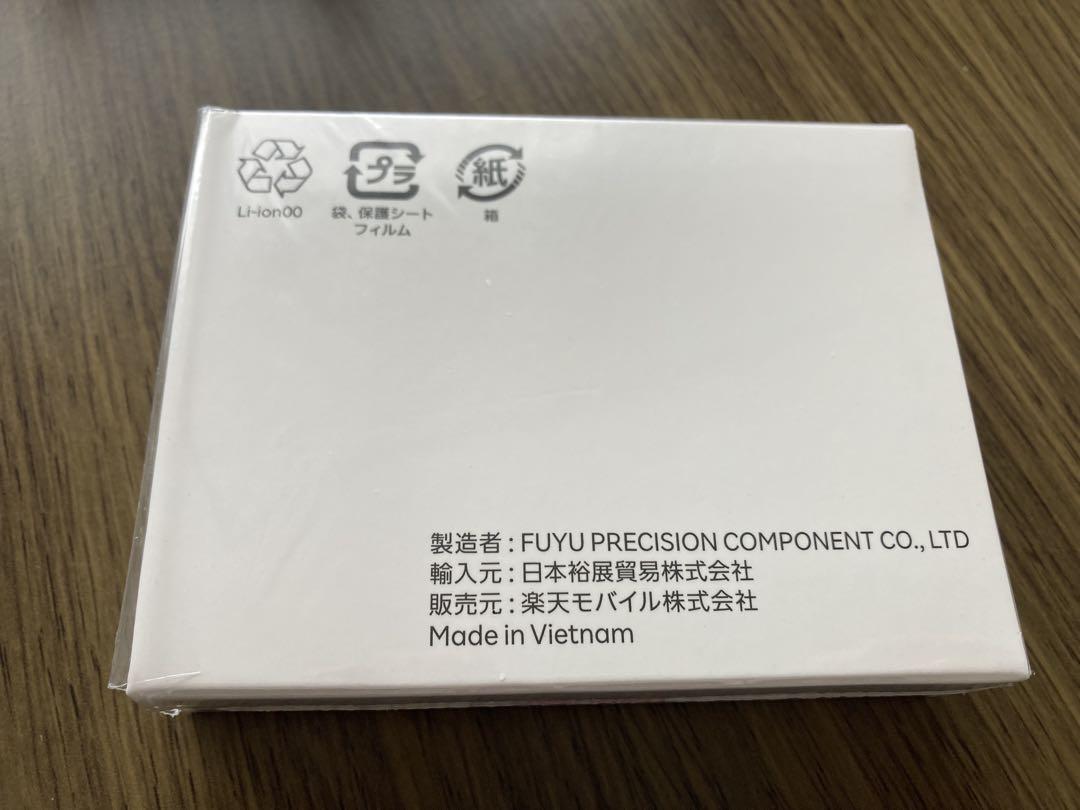 Li-ion00
プラ
袋、保護シート
フィルム
紙
箱
製造者 : FUYU PRECISION COMPONENT CO., LTD
輸入元 : 日本裕展貿易株式会社
販売元 : 楽天モバイル株式会社
Made in Vietnam